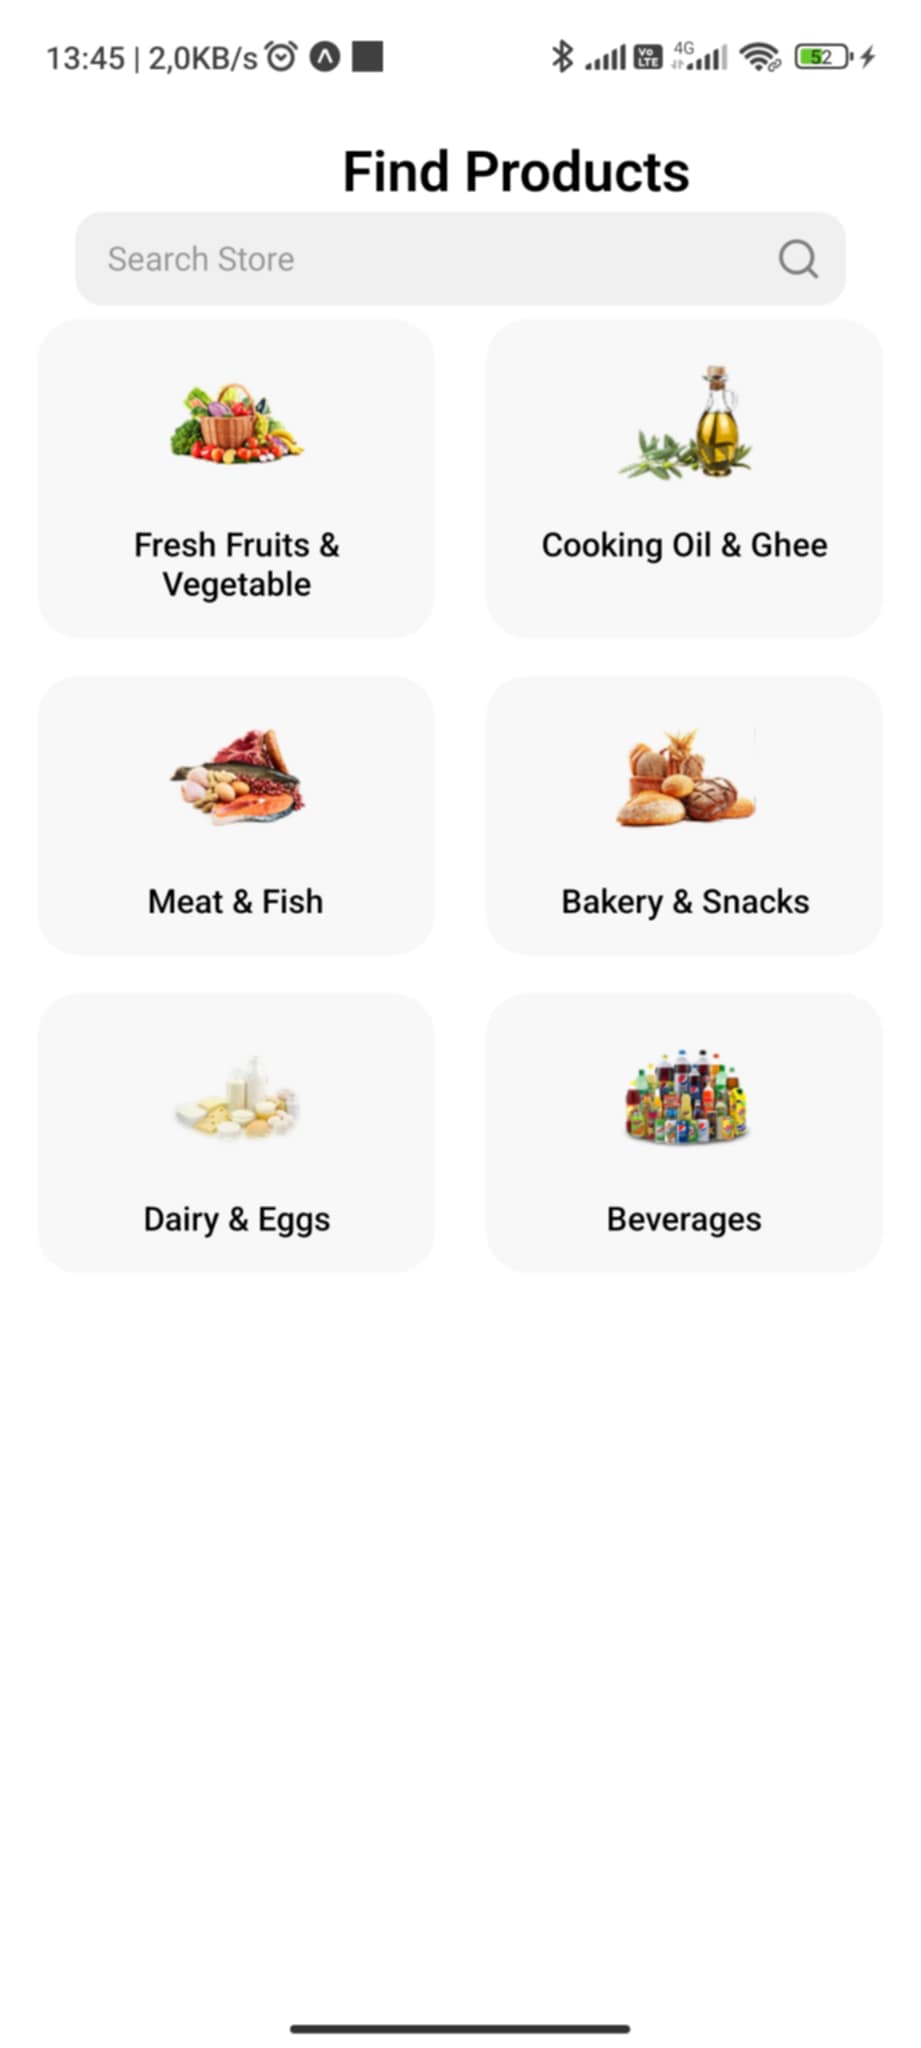 13:45 | 2,0KB/s
Vo LTE 4G 52
Find Products
Search Store
Fresh Fruits &
Vegetable
Cooking Oil & Ghee
Meat & Fish
Bakery & Snacks
Dairy & Eggs
Beverages